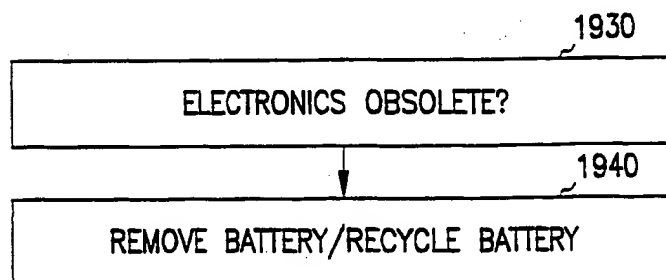 1930
ELECTRONICS OBSOLETE?
1940
REMOVE BATTERY/RECYCLE BATTERY